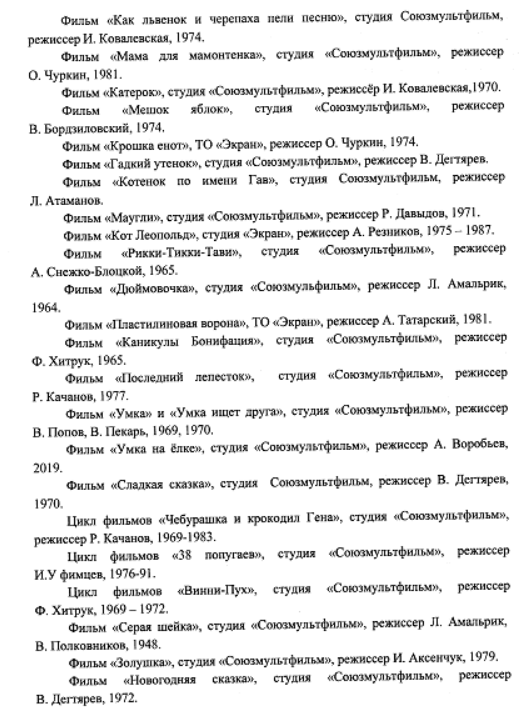 Фильм «Как львенок и черепаха пели песню», студия Союзмультфильм,
режиссер И. Ковалевская, 1974.
Фильм «Мама для мамонтенка», студия «Союзмультфильм», режиссер
О. Чуркин, 1981.
Фильм «Катерок», студия «Союзмультфильм», режиссёр И. Ковалевская,1970.
Фильм «Мешок яблок», студия «Союзмультфильм», режиссер
В. Бордзиловский, 1974.
Фильм «Крошка енот», ТО «Экран», режиссер О. Чуркин, 1974.
Фильм «Гадкий утенок», студия «Союзмультфильм», режиссер В. Дегтярев.
Фильм «Котенок по имени Гав», студия Союзмультфильм, режиссер
Л. Атаманов.
Фильм «Маугли», студия «Союзмультфильм», режиссер Р. Давыдов, 1971.
Фильм «Кот Леопольд», студия «Экран», режиссер А. Резников, 1975 – 1987.
Фильм «Рикки-Тикки-Тави», студия «Союзмультфильм», режиссер
А. Снежко-Блоцкой, 1965.
Фильм «Дюймовочка», студия «Союзмульфильм», режиссер Л. Амальрик,
1964.
Фильм «Пластилиновая ворона», ТО «Экран», режиссер А. Татарский, 1981.
Фильм «Каникулы Бонифация», студия «Союзмультфильм», режиссер
Ф. Хитрук, 1965.
Фильм «Последний лепесток», студия «Союзмультфильм», режиссер
Р. Качанов, 1977.
Фильм «Умка» и «Умка ищет друга», студия «Союзмультфильм», режиссер
В. Попов, В. Пекарь, 1969, 1970.
Фильм «Умка на ёлке», студия «Союзмультфильм», режиссер А. Воробьев,
2019.
Фильм «Сладкая сказка», студия Союзмультфильм, режиссер В. Дегтярев,
1970.
Цикл фильмов «Чебурашка и крокодил Гена», студия «Союзмультфильм»,
режиссер Р. Качанов, 1969-1983.
Цикл фильмов «38 попугаев», студия «Союзмультфильм», режиссер
И.У фимцев, 1976-91.
Цикл фильмов «Винни-Пух», студия «Союзмультфильм», режиссер
Ф. Хитрук, 1969 – 1972.
Фильм «Серая шейка», студия «Союзмультфильм», режиссер Л. Амальрик,
В. Полковников, 1948.
Фильм «Золушка», студия «Союзмультфильм», режиссер И. Аксенчук, 1979.
Фильм «Новогодняя сказка», студия «Союзмультфильм», режиссер
В. Дегтярев, 1972.